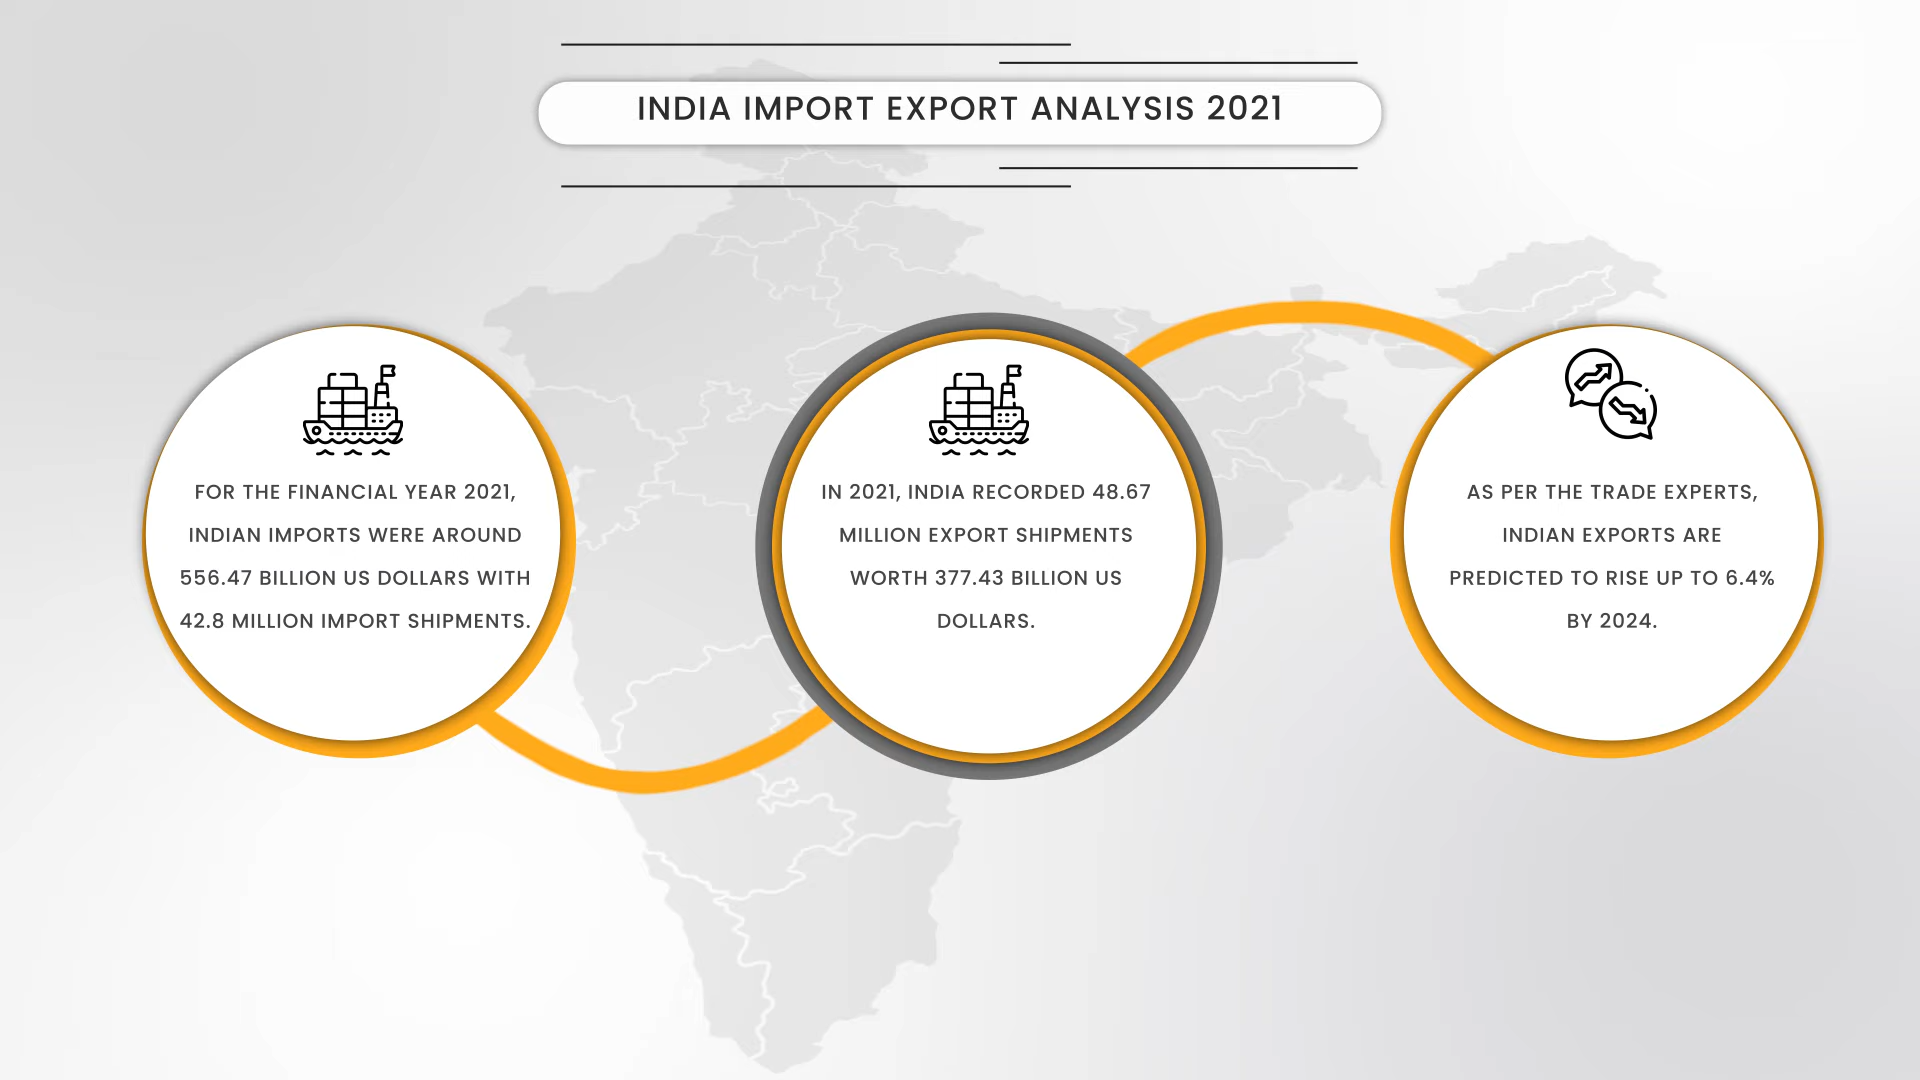 INDIA IMPORT EXPORT ANALYSIS 2021
FOR THE FINANCIAL YEAR 2021,
INDIAN IMPORTS WERE AROUND
556.47 BILLION US DOLLARS WITH
42.8 MILLION IMPORT SHIPMENTS.
IN 2021, INDIA RECORDED 48.67
MILLION EXPORT SHIPMENTS
WORTH 377.43 BILLION US
DOLLARS.
AS PER THE TRADE EXPERTS,
INDIAN EXPORTS ARE
PREDICTED TO RISE UP TO 6.4%
BY 2024.